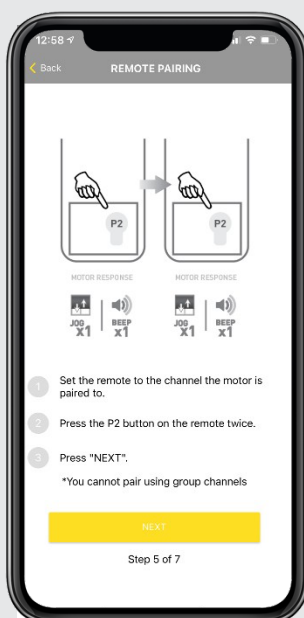 12:58
Back
REMOTE PAIRING
P2
P2
MOTOR RESPONSE
MOTOR RESPONSE
JOG x1
BEEP x1
JOG x1
BEEP x1
1
Set the remote to the channel the motor is
paired to.
2
Press the P2 button on the remote twice.
3
Press "NEXT".
*You cannot pair using group channels
NEXT
Step 5 of 7